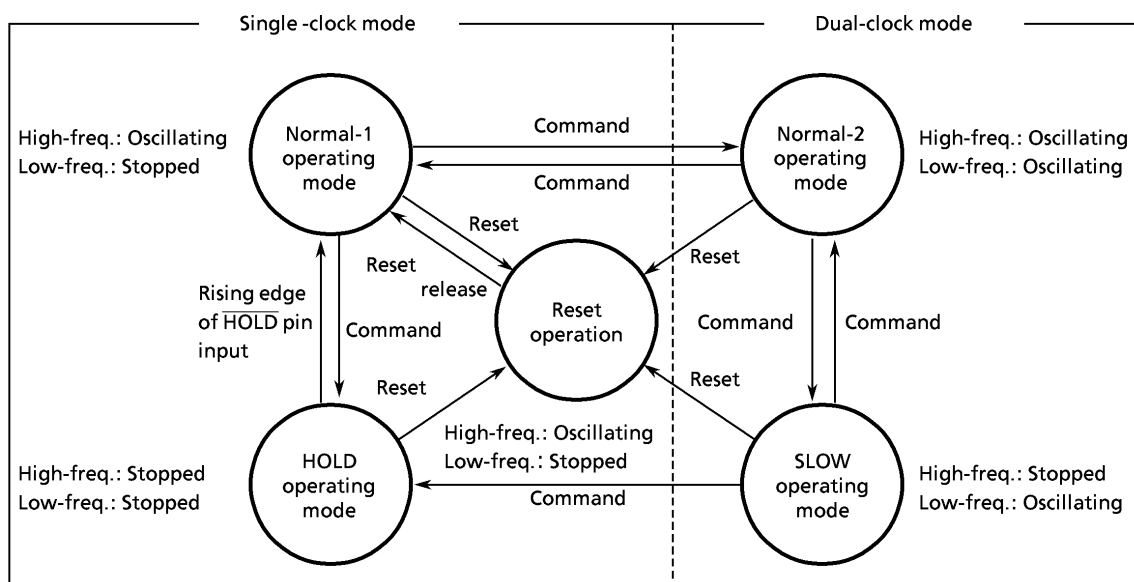 Single -clock mode
Dual-clock mode
High-freq.: Oscillating
Low-freq.: Stopped
Normal-1
operating
mode
Command
Command
Normal-2
operating
mode
High-freq.: Oscillating
Low-freq.: Oscillating
Reset
Reset
release
Reset
Rising edge
of HOLD pin
input
Command
Reset
operation
Command
Command
Reset
Reset
High-freq.: Oscillating
Low-freq.: Stopped
High-freq.: Stopped
Low-freq.: Stopped
HOLD
operating
mode
Command
SLOW
operating
mode
High-freq.: Stopped
Low-freq.: Oscillating